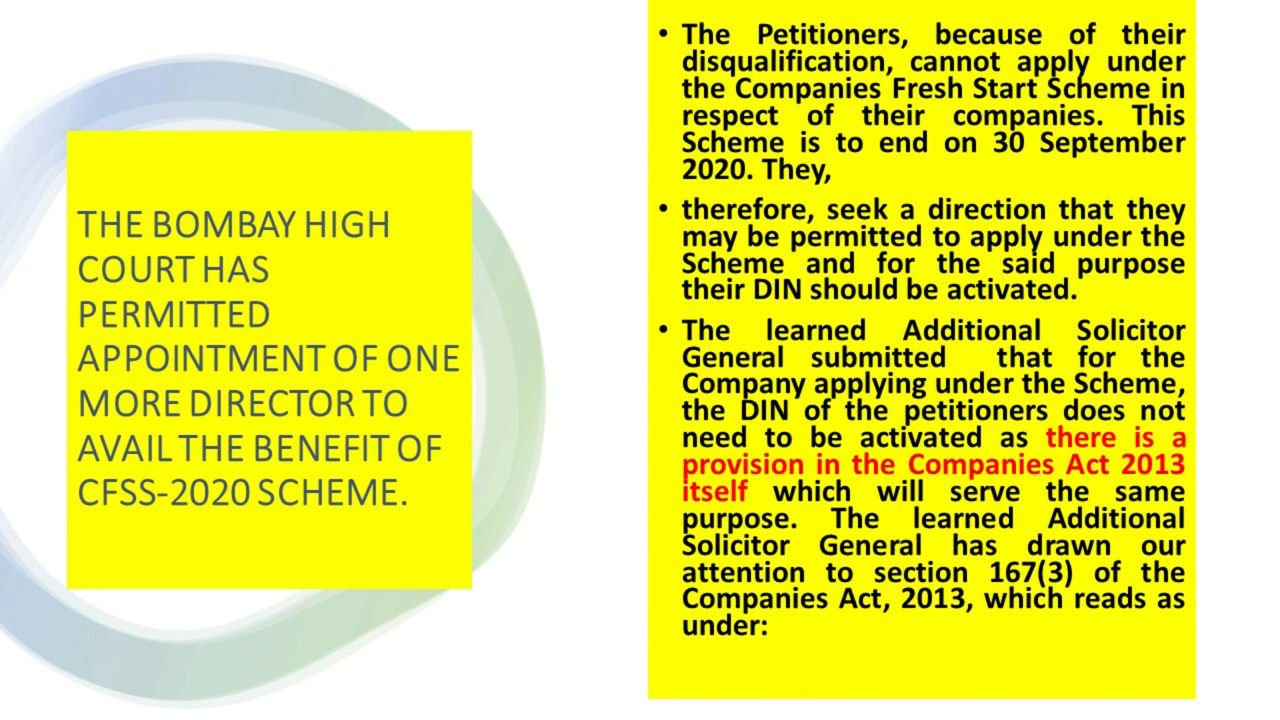 THE BOMBAY HIGH
COURT HAS
PERMITTED
APPOINTMENT OF ONE
MORE DIRECTOR TO
AVAIL THE BENEFIT OF
CFSS-2020 SCHEME.
• The Petitioners, because of their
disqualification, cannot apply under
the Companies Fresh Start Scheme in
respect of their companies. This
Scheme is to end on 30 September
2020. They,
• therefore, seek a direction that they
may be permitted to apply under the
Scheme and for the said purpose
their DIN should be activated.
• The learned Additional Solicitor
General submitted that for the
Company applying under the Scheme,
the DIN of the petitioners does not
need to be activated as there is a
provision in the Companies Act 2013
itself which will serve the same
purpose. The learned Additional
Solicitor General has drawn our
attention to section 167(3) of the
Companies Act, 2013, which reads as
under: